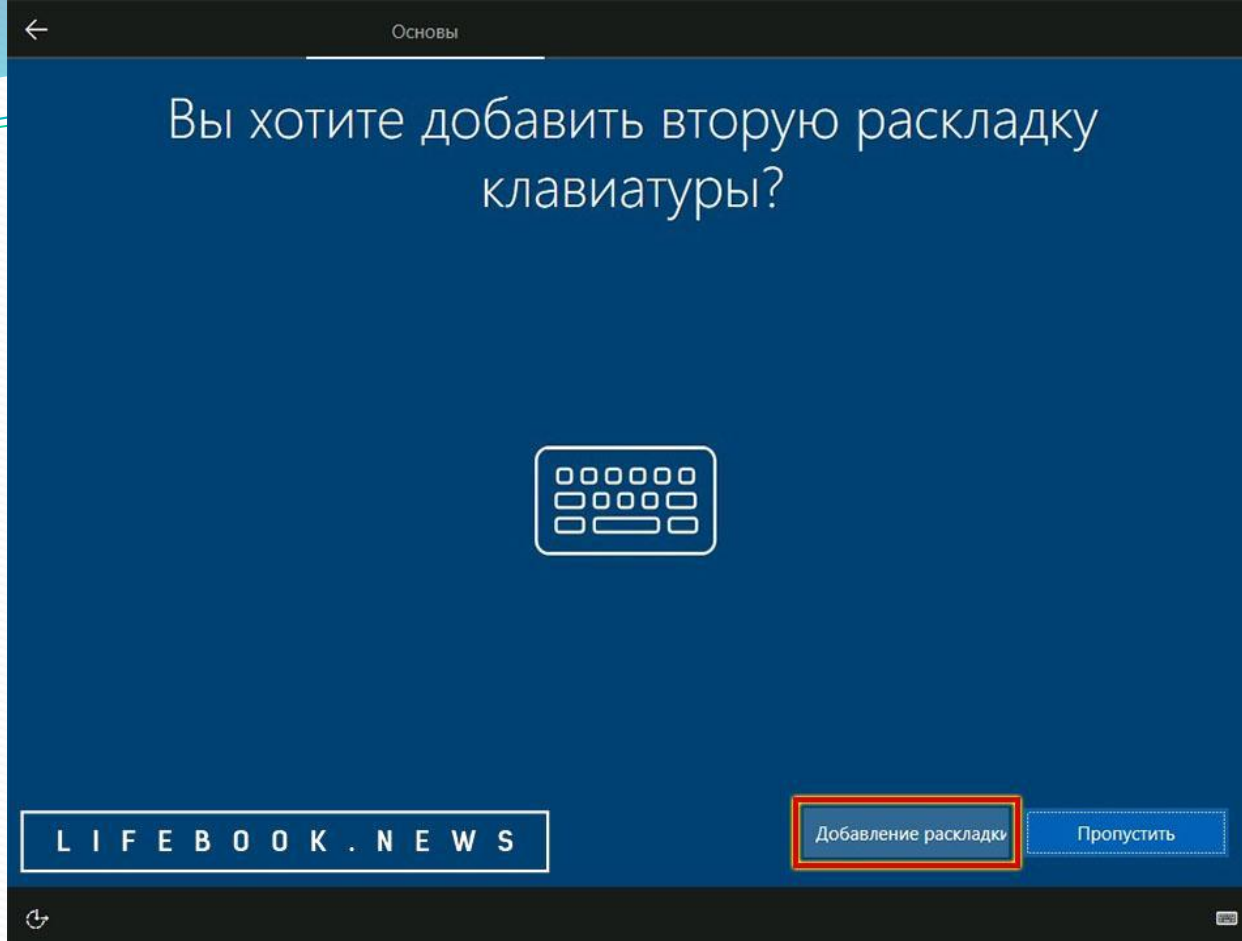 Основы
Вы хотите добавить вторую раскладку
клавиатуры?
LIFEBOOK.NEWS
Добавление раскладки
Пропустить